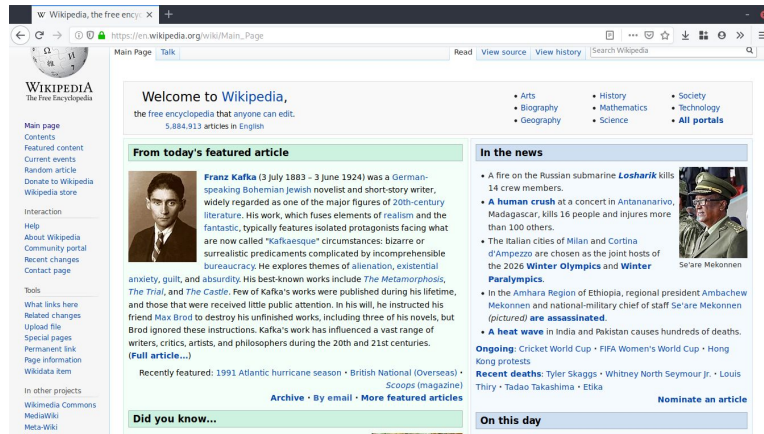 Wikipedia, the free ency
https://en.wikipedia.org/wiki/Main_Page
WIKIPEDIA
The Free Encyclopedia
Main page
Contents
Featured content
Current events
Random article
Donate to Wikipedia
Wikipedia store
Interaction
Help
About Wikipedia
Community portal
Recent changes
Contact page
Tools
What links here
Related changes
Upload file
Special pages
Permanent link
Page information
Wikidata item
In other projects
Wikimedia Commons
MediaWiki
Meta-Wiki
Main Page Talk
Read View source View history Search Wikipedia
Welcome to Wikipedia,
the free encyclopedia that anyone can edit.
5,884,913 articles in English
• Arts
• Biography
• Geography
• History
• Mathematics
• Science
• Society
• Technology
• All portals
From today's featured article
Franz Kafka (3 July 1883 – 3 June 1924) was a German-
speaking Bohemian Jewish novelist and short-story writer,
widely regarded as one of the major figures of 20th-century
literature. His work, which fuses elements of realism and the
fantastic, typically features isolated protagonists facing what
are now called "Kafkaesque" circumstances: bizarre or
surrealistic predicaments complicated by incomprehensible
bureaucracy. He explores themes of alienation, existential
anxiety, guilt, and absurdity. His best-known works include The Metamorphosis,
The Trial, and The Castle. Few of Kafka's works were published during his lifetime,
and those that were received little public attention. In his will, he instructed his
friend Max Brod to destroy his unfinished works, including three of his novels, but
Brod ignored these instructions. Kafka's work has influenced a vast range of
writers, critics, artists, and philosophers during the 20th and 21st centuries.
(Full article...)
Recently featured: 1991 Atlantic hurricane season • British National (Overseas) •
Scoops (magazine)
Archive • By email • More featured articles
Did you know...
In the news
• A fire on the Russian submarine Losharik kills
14 crew members.
• A human crush at a concert in Antananarivo,
Madagascar, kills 16 people and injures more
than 100 others.
• The Italian cities of Milan and Cortina
d'Ampezzo are chosen as the joint hosts of
the 2026 Winter Olympics and Winter
Paralympics.
Se'are Mekonnen
• In the Amhara Region of Ethiopia, regional president Ambachew
Mekonnen and national-military chief of staff Se'are Mekonnen
(pictured) are assassinated.
• A heat wave in India and Pakistan causes hundreds of deaths.
Ongoing: Cricket World Cup • FIFA Women's World Cup • Hong
Kong protests
Recent deaths: Tyler Skaggs • Whitney North Seymour Jr. • Louis
Thiry • Tadao Takashima • Etika
Nominate an article
On this day